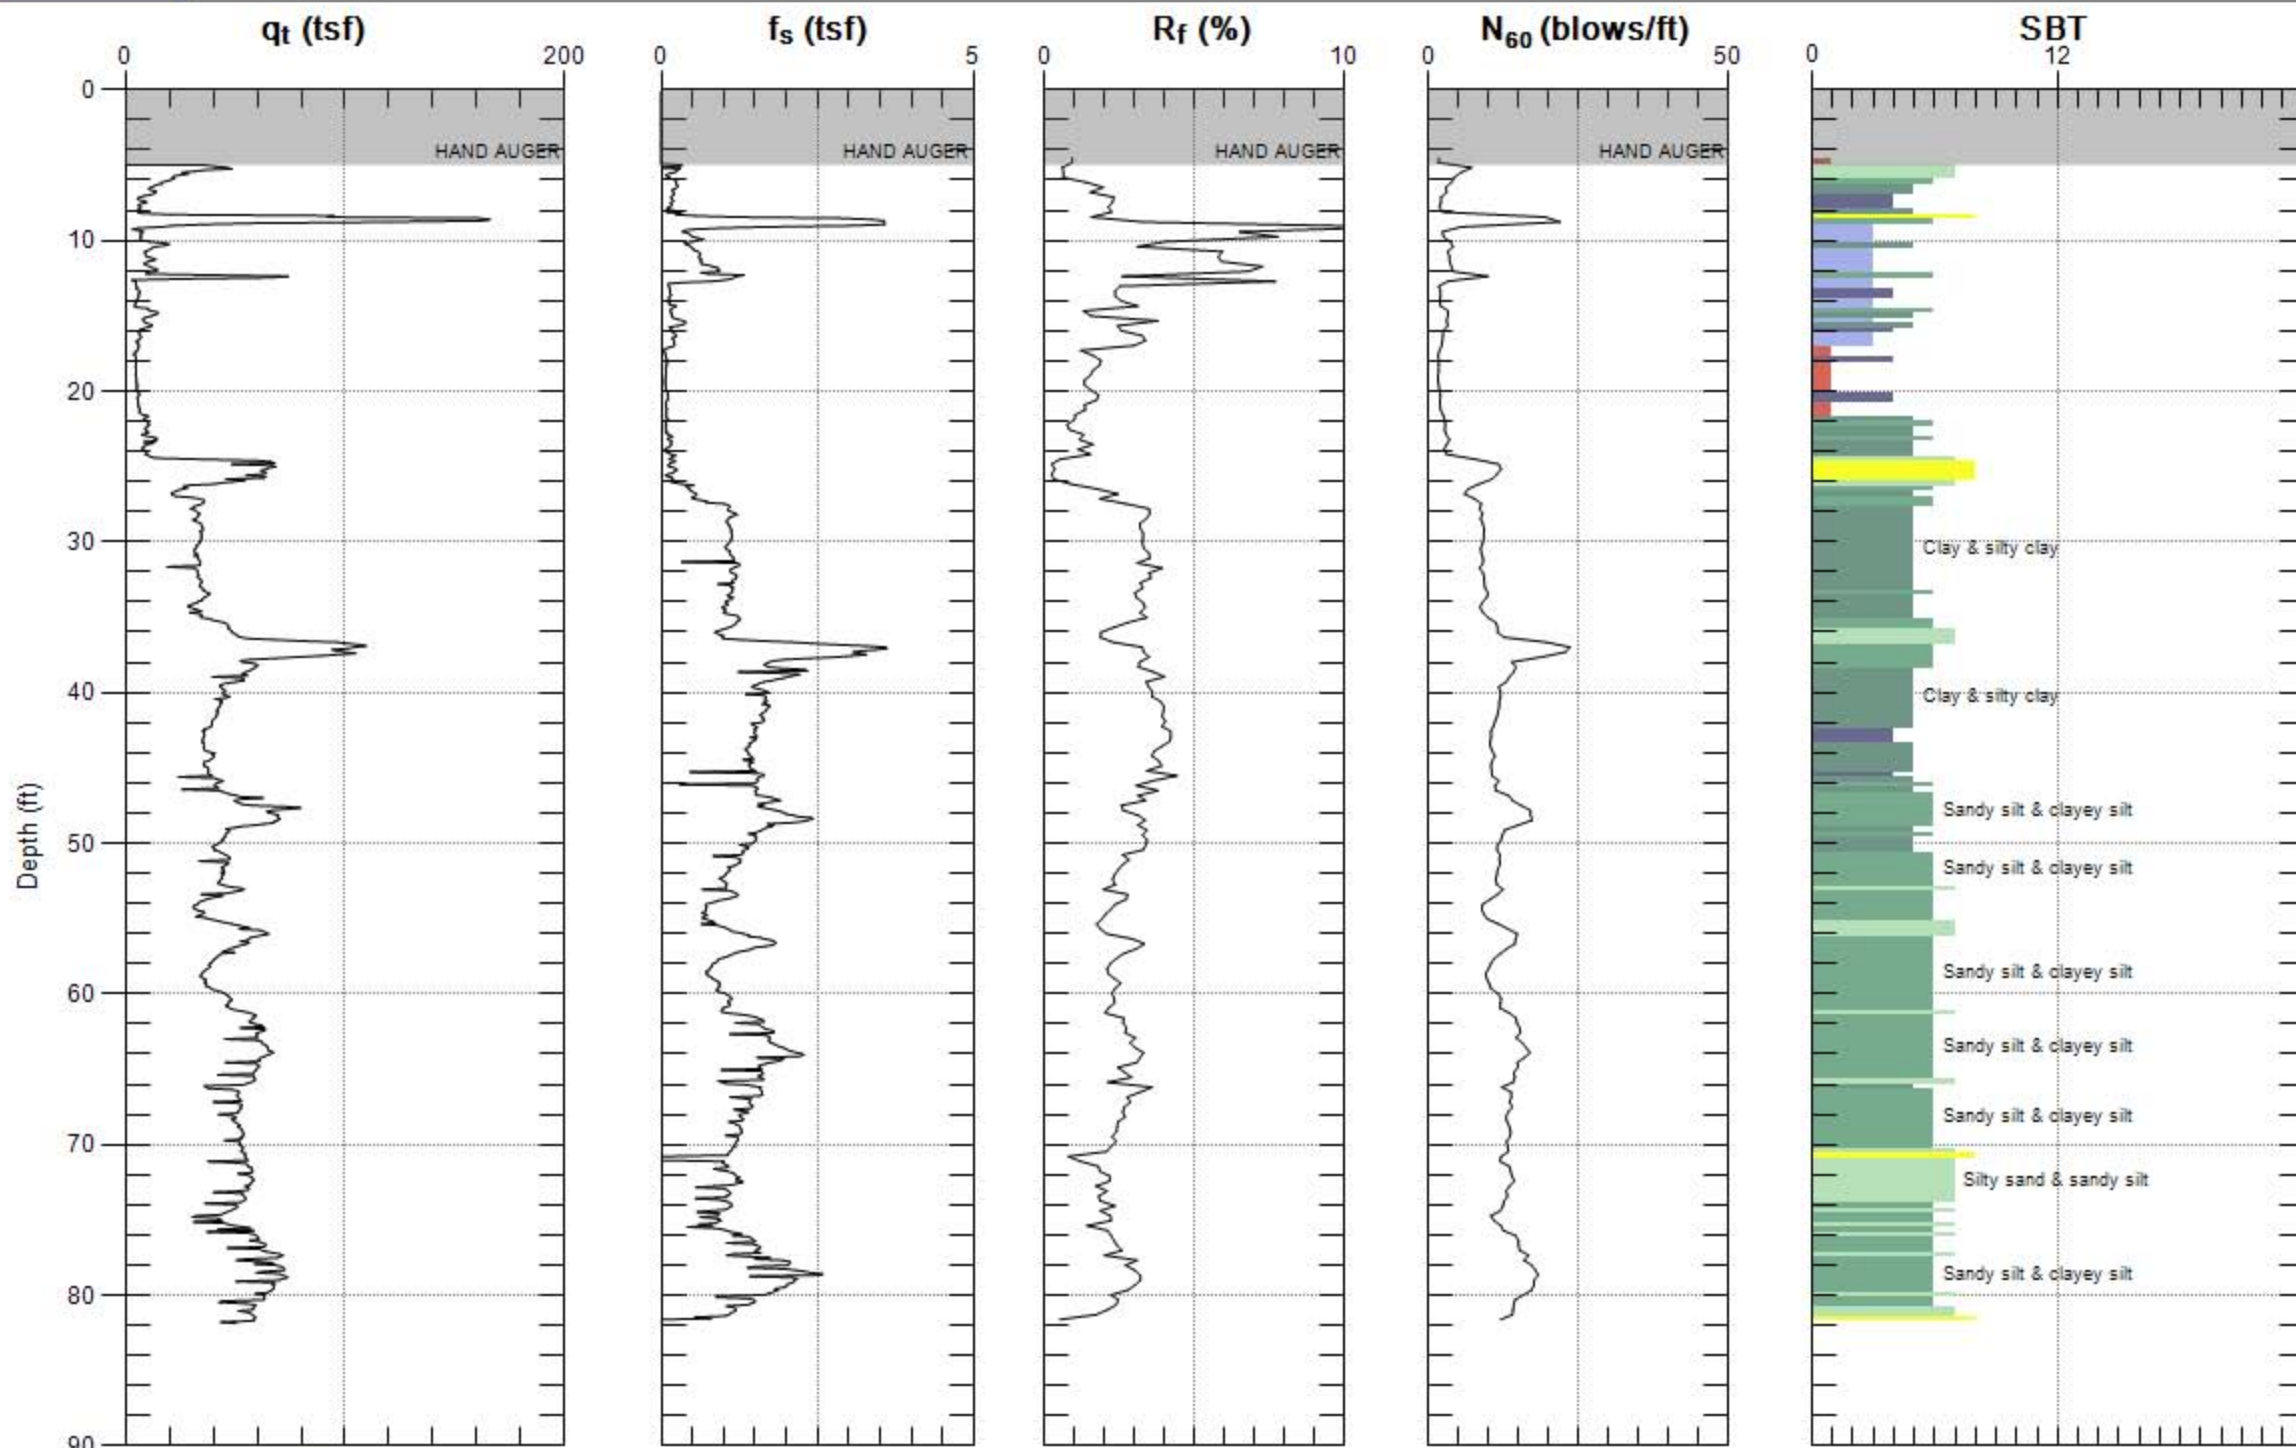 qt (tsf) fs (tsf) Rf (%) N60 (blows/ft) SBT
0 200 0 5 0 10 0 50 0 12
0
HAND AUGER HAND AUGER HAND AUGER HAND AUGER
10
20
30
Clay & silty clay
40
Clay & silty clay
Depth (ft)
Sandy silt & clayey silt
50
Sandy silt & clayey silt
Sandy silt & clayey silt
60
Sandy silt & clayey silt
Sandy silt & clayey silt
70
Silty sand & sandy silt
Sandy silt & clayey silt
80
90